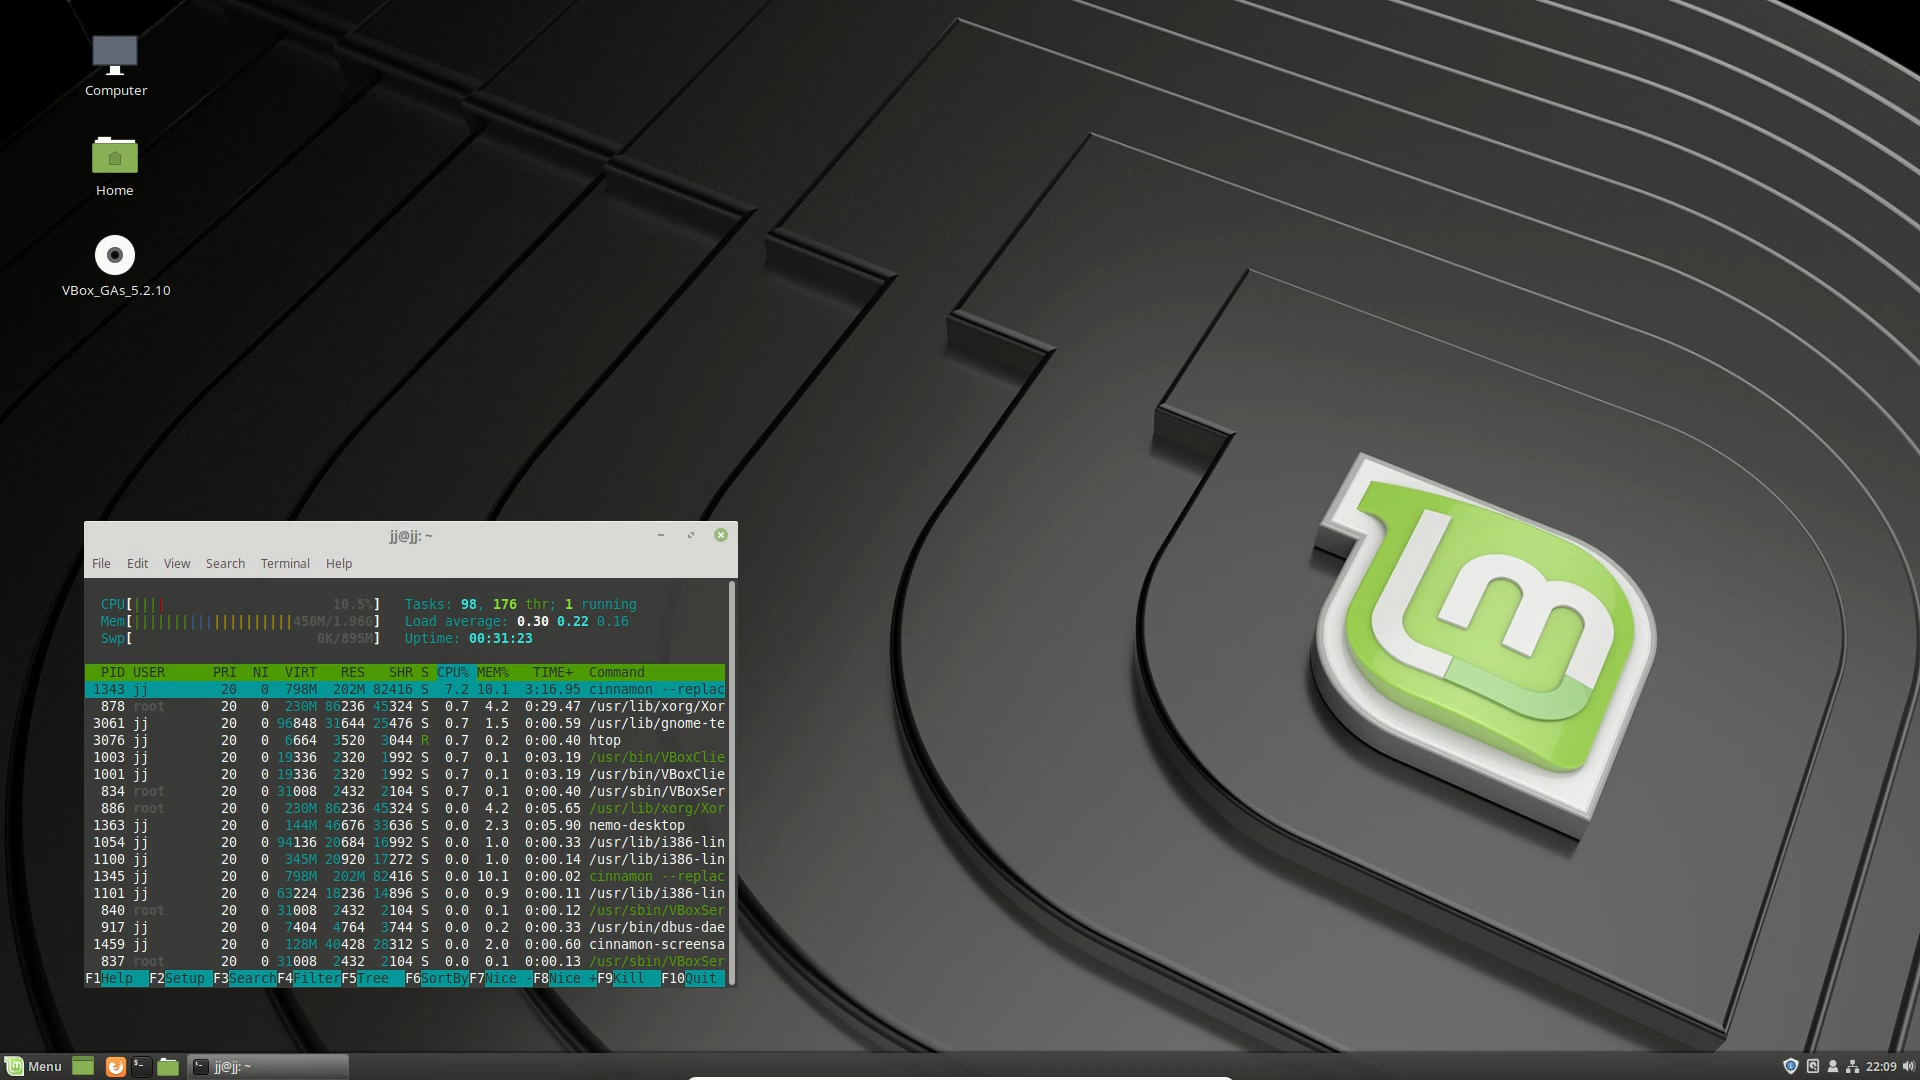 Computer
Home
VBox_GAs_5.2.10
jj@jj: ~
File Edit View Search Terminal Help
CPU[|||| 10.5%] Tasks: 98, 176 thr; 1 running
Mem[||||||||||||||||||||450M/1.96G] Load average: 0.30 0.22 0.16
Swp[ 0K/895M] Uptime: 00:31:23
PID USER PRI NI VIRT RES SHR S CPU% MEM% TIME+ Command
1343 jj 20 0 798M 202M 82416 S 7.2 10.1 3:16.95 cinnamon --replac
878 root 20 0 230M 86236 45324 S 0.7 4.2 0:29.47 /usr/lib/xorg/Xor
3061 jj 20 0 96848 31644 25476 S 0.7 1.5 0:00.59 /usr/lib/gnome-te
3076 jj 20 0 6664 3520 3044 R 0.7 0.2 0:00.40 htop
1003 jj 20 0 19336 2320 1992 S 0.7 0.1 0:03.19 /usr/bin/VBoxClie
1001 jj 20 0 19336 2320 1992 S 0.7 0.1 0:03.19 /usr/bin/VBoxClie
834 root 20 0 31008 2432 2104 S 0.7 0.1 0:00.40 /usr/sbin/VBoxSer
886 root 20 0 230M 86236 45324 S 0.0 4.2 0:05.65 /usr/lib/xorg/Xor
1363 jj 20 0 144M 46676 33636 S 0.0 2.3 0:05.90 nemo-desktop
1054 jj 20 0 94136 20684 16992 S 0.0 1.0 0:00.33 /usr/lib/i386-lin
1100 jj 20 0 345M 20920 17272 S 0.0 1.0 0:00.14 /usr/lib/i386-lin
1345 jj 20 0 798M 202M 82416 S 0.0 10.1 0:00.02 cinnamon --replac
1101 jj 20 0 63224 18236 14896 S 0.0 0.9 0:00.11 /usr/lib/i386-lin
840 root 20 0 31008 2432 2104 S 0.0 0.1 0:00.12 /usr/sbin/VBoxSer
917 jj 20 0 7404 4764 3744 S 0.0 0.2 0:00.33 /usr/bin/dbus-dae
1459 jj 20 0 128M 40428 28312 S 0.0 2.0 0:00.60 cinnamon-screensa
837 root 20 0 31008 2432 2104 S 0.0 0.1 0:00.13 /usr/sbin/VBoxSer
F1Help F2Setup F3SearchF4FilterF5Tree F6SortByF7Nice -F8Nice +F9Kill F10Quit
Menu jj@jj: ~ 22:09